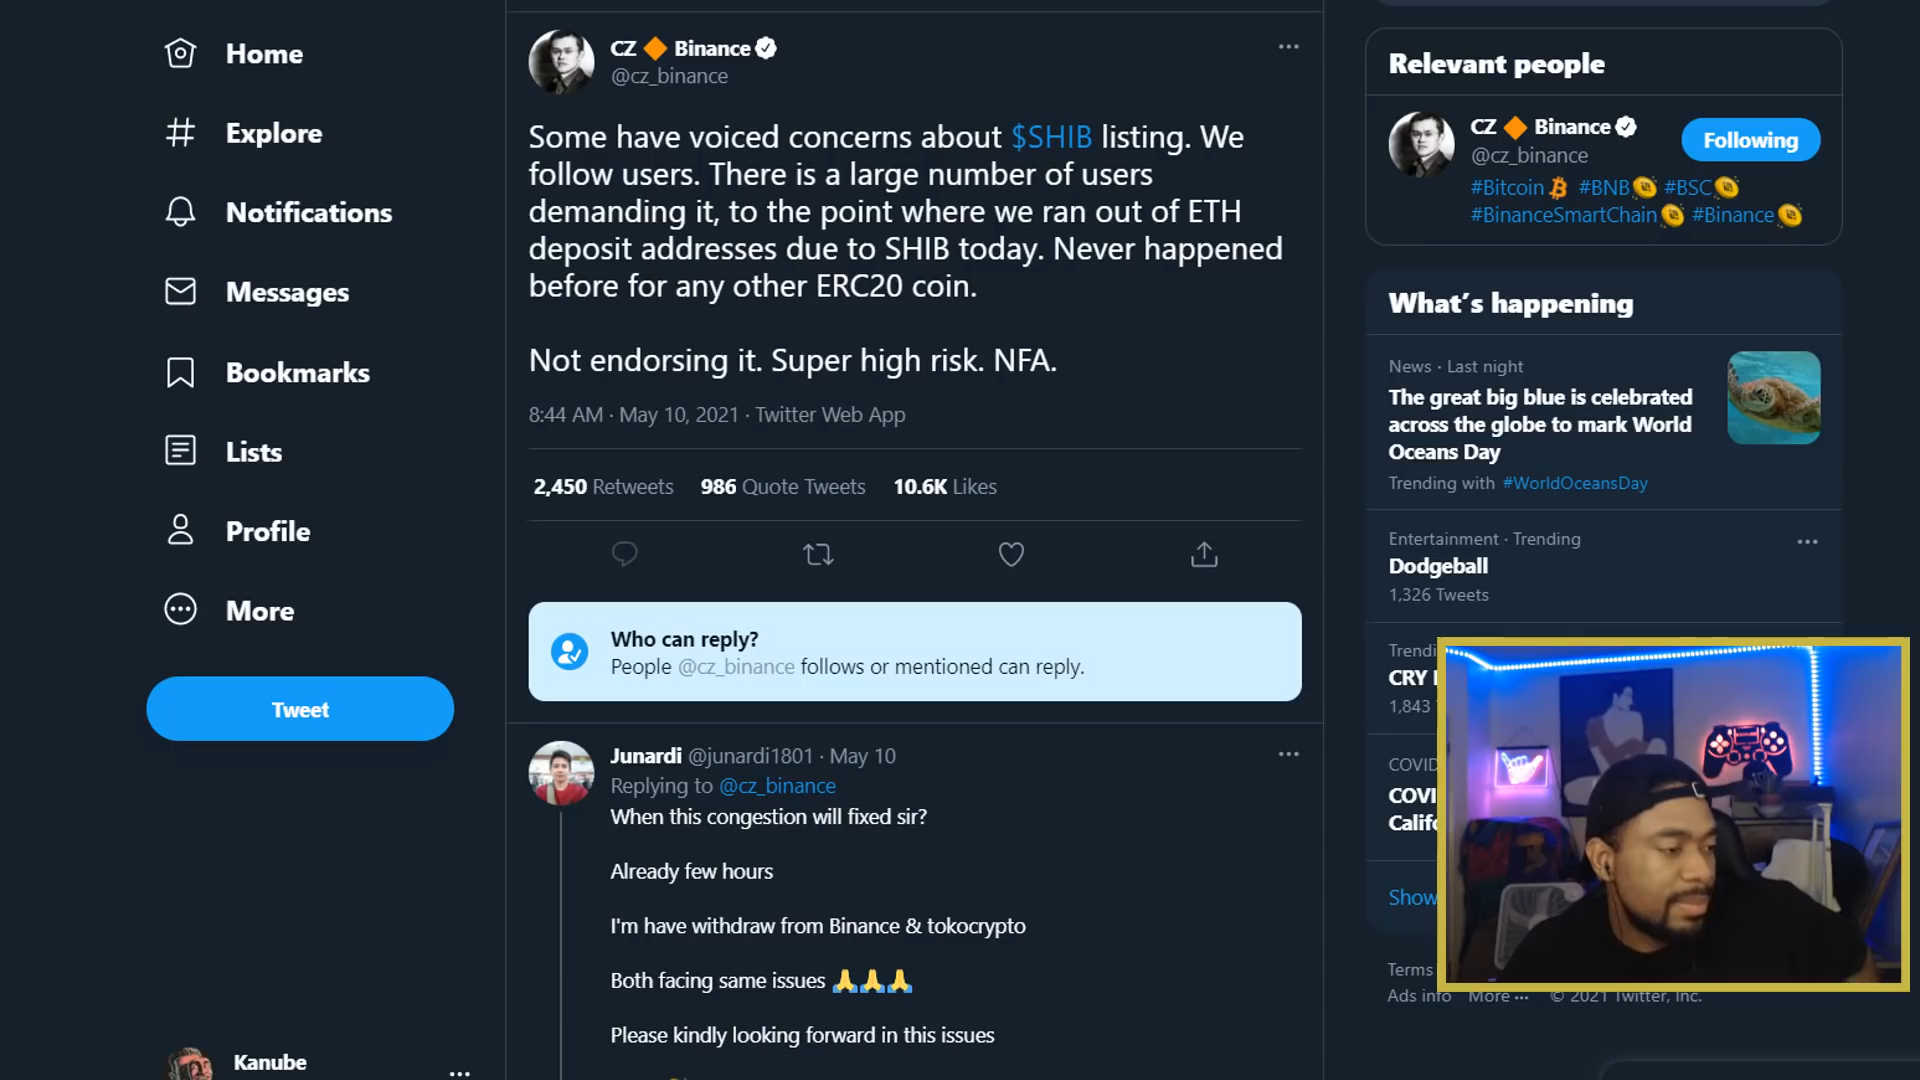 Home
Explore
Notifications
Messages
Bookmarks
Lists
Profile
More
Tweet
Kanube
CZ 🔶 Binance
@cz_binance
Some have voiced concerns about $SHIB listing. We
follow users. There is a large number of users
demanding it, to the point where we ran out of ETH
deposit addresses due to SHIB today. Never happened
before for any other ERC20 coin.
Not endorsing it. Super high risk. NFA.
8:44 AM · May 10, 2021 · Twitter Web App
2,450 Retweets 986 Quote Tweets 10.6K Likes
Who can reply?
People @cz_binance follows or mentioned can reply.
Junardi @junardi1801 · May 10
Replying to @cz_binance
When this congestion will fixed sir?
Already few hours
I'm have withdraw from Binance & tokocrypto
Both facing same issues 🙏🙏🙏
Please kindly looking forward in this issues
Relevant people
CZ 🔶 Binance
@cz_binance
Following
#Bitcoin #BNB #BSC
#BinanceSmartChain #Binance
What's happening
News · Last night
The great big blue is celebrated
across the globe to mark World
Oceans Day
Trending with #WorldOceansDay
Entertainment · Trending
Dodgeball
1,326 Tweets
Trendi
CRY
1,843
COVID
COVI
Califo
Show
Terms
Ads info More ··· © 2021 Twitter, Inc.